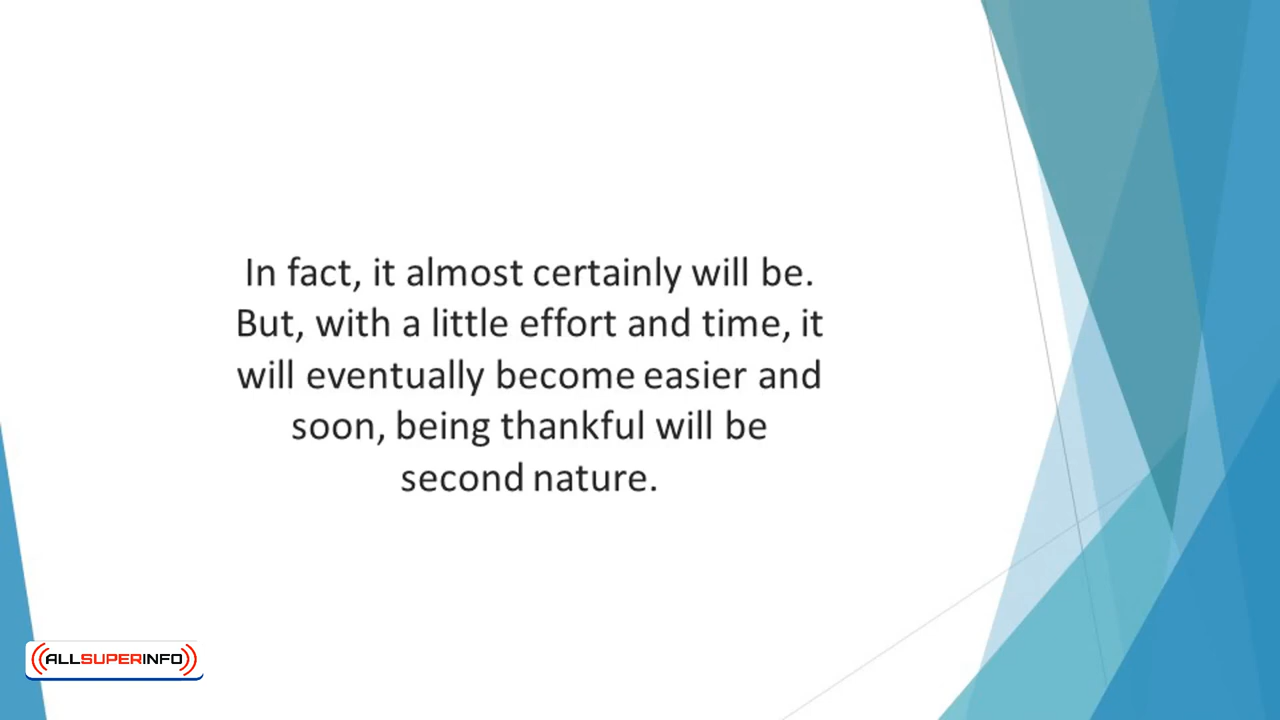 In fact, it almost certainly will be.
But, with a little effort and time, it
will eventually become easier and
soon, being thankful will be
second nature.
ALLSUPERINFO